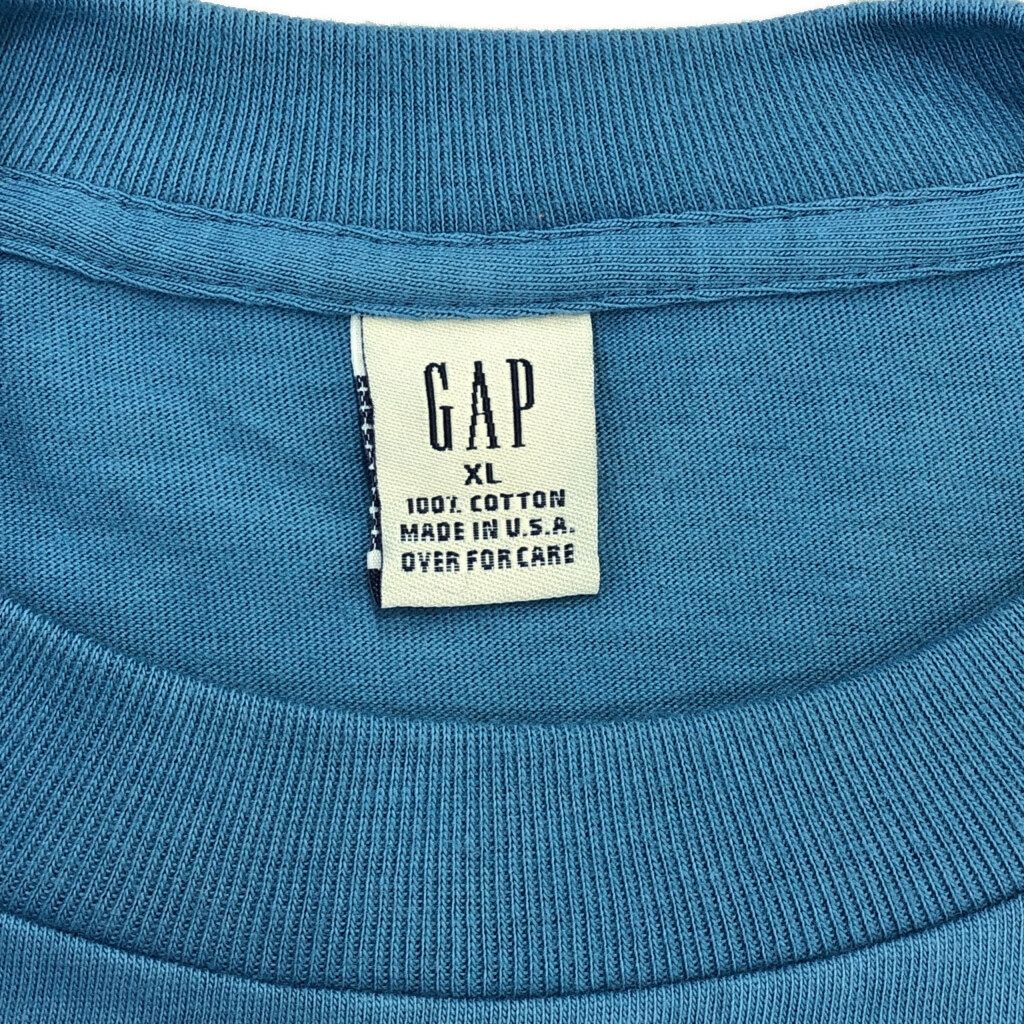 GAP
XL
100% COTTON
MADE IN U.S.A.
OVER FOR CARE